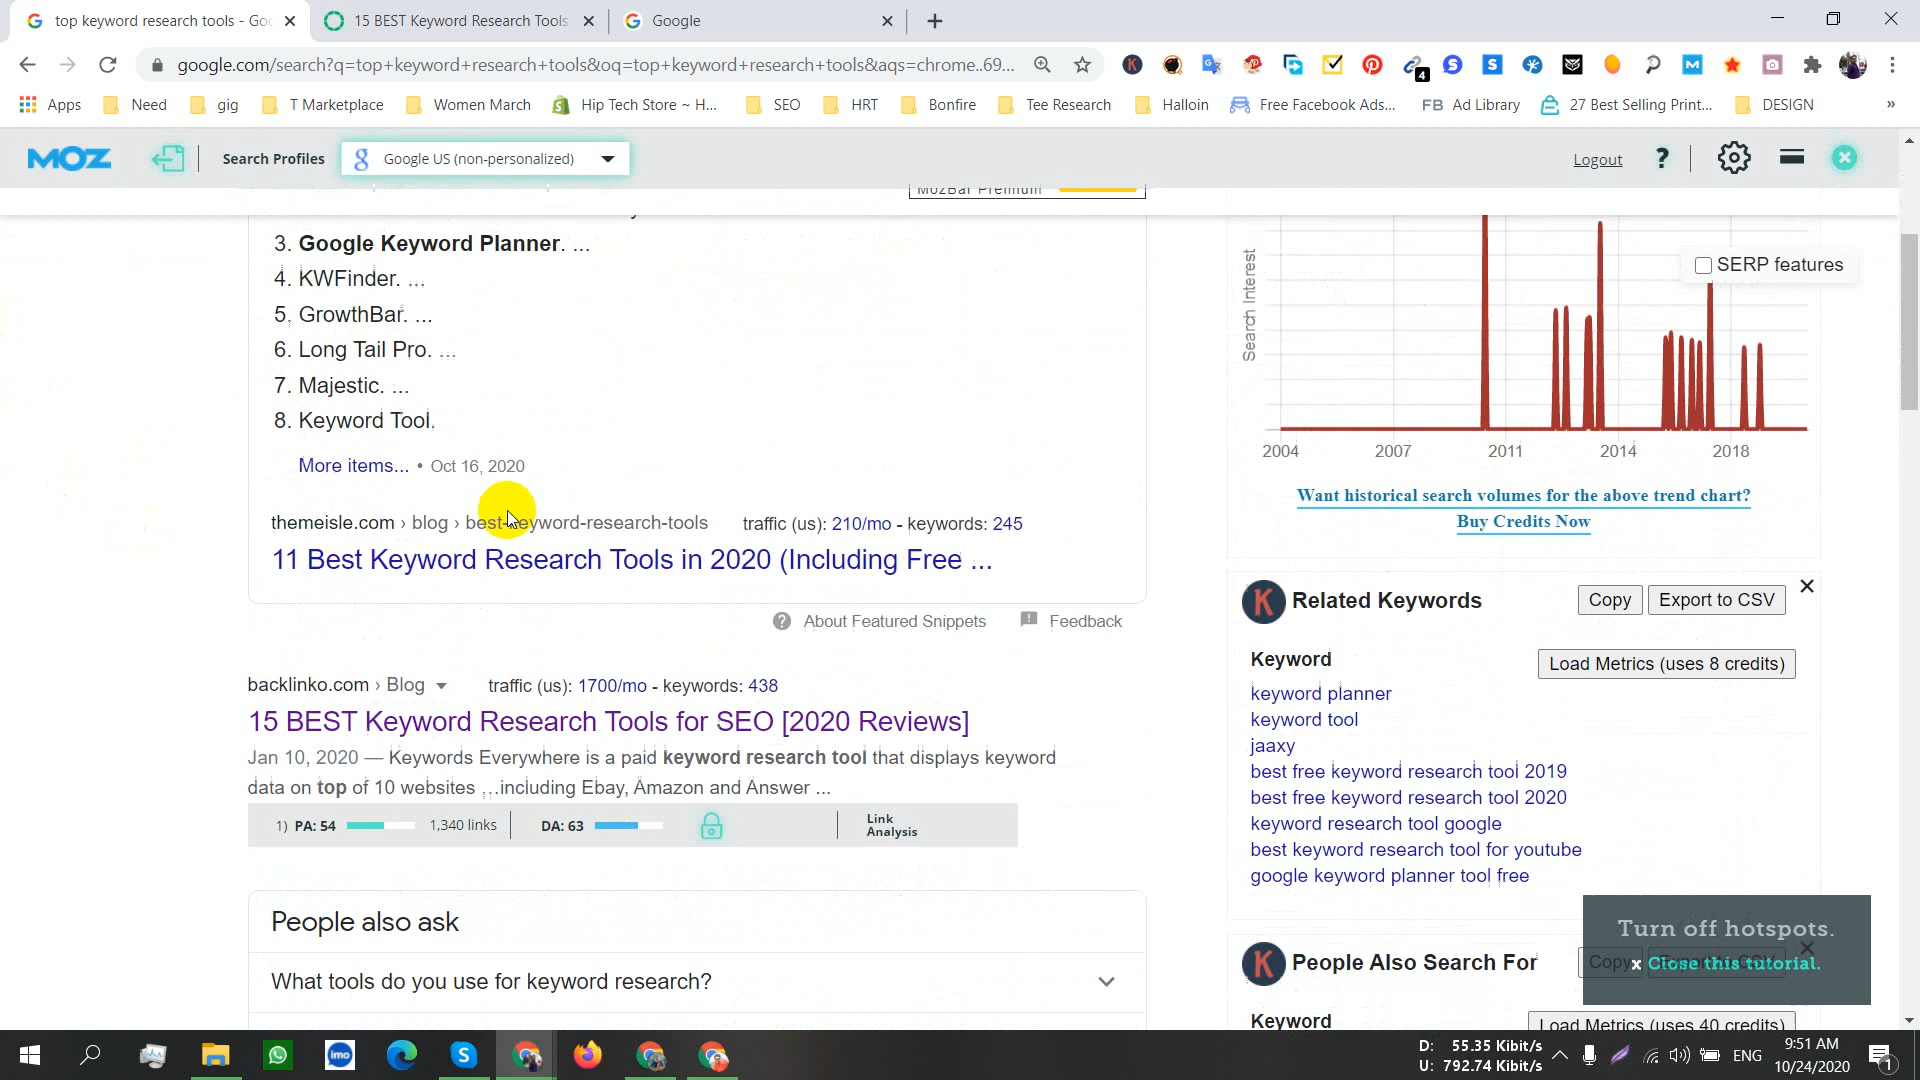 top keyword research tools - Goo
15 BEST Keyword Research Tools
Google
google.com/search?q=top+keyword+research+tools&oq=top+keyword+research+tools&aqs=chrome..69...
4
Apps
Need
gig
T Marketplace
Women March
Hip Tech Store ~ H...
SEO
HRT
Bonfire
Tee Research
Halloin
Free Facebook Ads...
FB Ad Library
27 Best Selling Print...
DESIGN
»
MOZ
Search Profiles
Google US (non-personalized)
Logout
?
MozBar Premium
3. Google Keyword Planner. ...
4. KWFinder. ...
5. GrowthBar. ...
6. Long Tail Pro. ...
7. Majestic. ...
8. Keyword Tool.
More items... • Oct 16, 2020
themeisle.com › blog › best-keyword-research-tools traffic (us): 210/mo - keywords: 245
11 Best Keyword Research Tools in 2020 (Including Free ...
About Featured Snippets
Feedback
backlinko.com › Blog traffic (us): 1700/mo - keywords: 438
15 BEST Keyword Research Tools for SEO [2020 Reviews]
Jan 10, 2020 — Keywords Everywhere is a paid keyword research tool that displays keyword
data on top of 10 websites …including Ebay, Amazon and Answer ...
1) PA: 54 1,340 links DA: 63 Link
Analysis
People also ask
What tools do you use for keyword research?
Search Interest
SERP features
2004 2007 2011 2014 2018
Want historical search volumes for the above trend chart?
Buy Credits Now
Related Keywords
Copy
Export to CSV
Keyword
Load Metrics (uses 8 credits)
keyword planner
keyword tool
jaaxy
best free keyword research tool 2019
best free keyword research tool 2020
keyword research tool google
best keyword research tool for youtube
google keyword planner tool free
Turn off hotspots.
x Close this tutorial.
People Also Search For
Copy
Keyword
Load Metrics (uses 40 credits)
imo
D: 55.35 Kibit/s
U: 792.74 Kibit/s
ENG
9:51 AM
10/24/2020
1